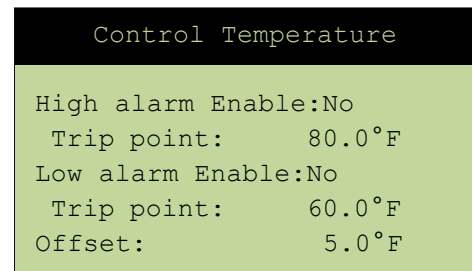 Control Temperature
High alarm Enable:No
Trip point: 80.0°F
Low alarm Enable:No
Trip point: 60.0°F
Offset: 5.0°F